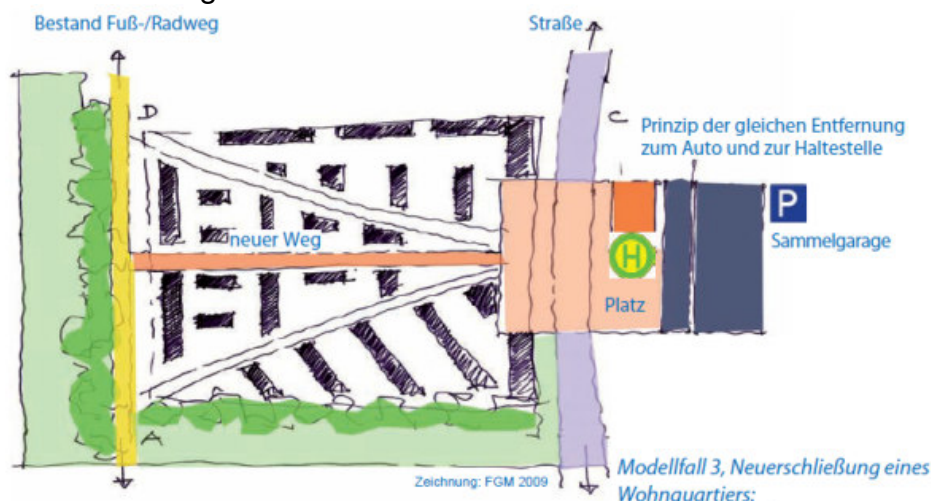 Bestand Fuß-/Radweg
Straße
D
C
Prinzip der gleichen Entfernung
zum Auto und zur Haltestelle
P
neuer Weg
H
Sammelgarage
Platz
A
Zeichnung: FGM 2009
Modellfall 3, Neuerschließung eines
Wohnquartiers: